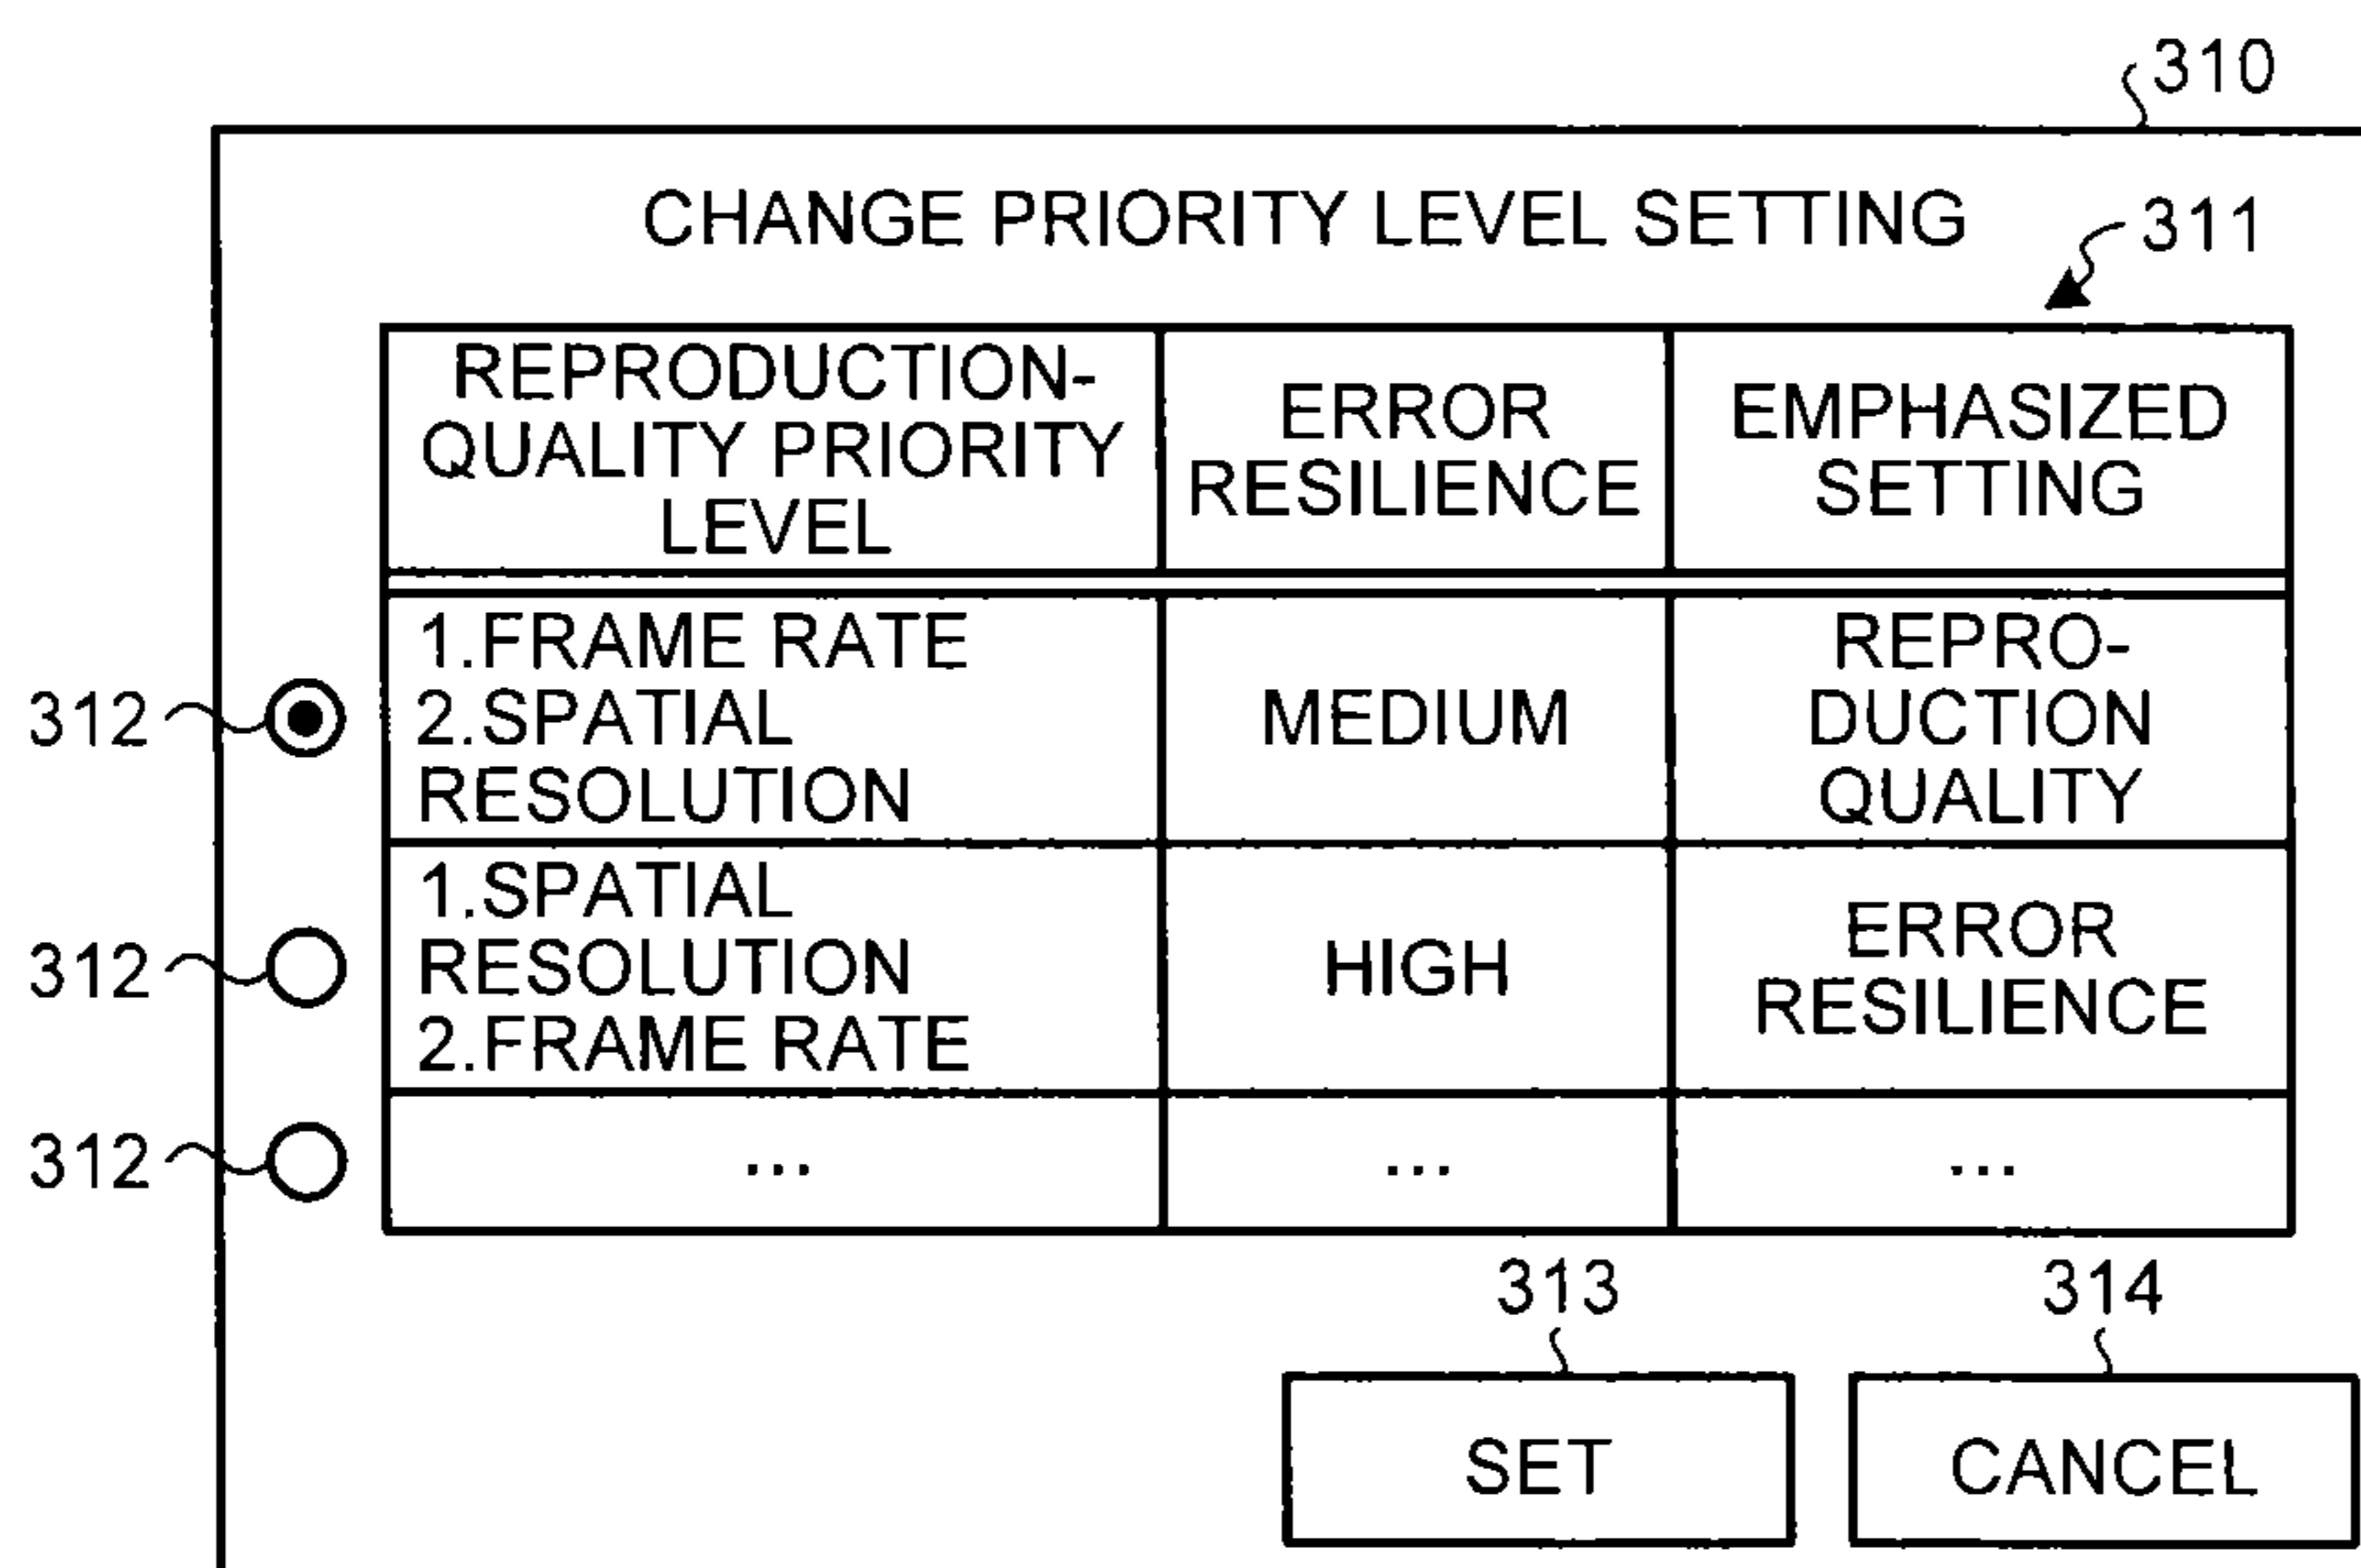 310
CHANGE PRIORITY LEVEL SETTING
311
REPRODUCTION-
QUALITY PRIORITY
LEVEL
ERROR
RESILIENCE
EMPHASIZED
SETTING
312
1.FRAME RATE
2.SPATIAL
RESOLUTION
MEDIUM
REPRO-
DUCTION
QUALITY
312
1.SPATIAL
RESOLUTION
2.FRAME RATE
HIGH
ERROR
RESILIENCE
312
...
...
...
313
314
SET
CANCEL